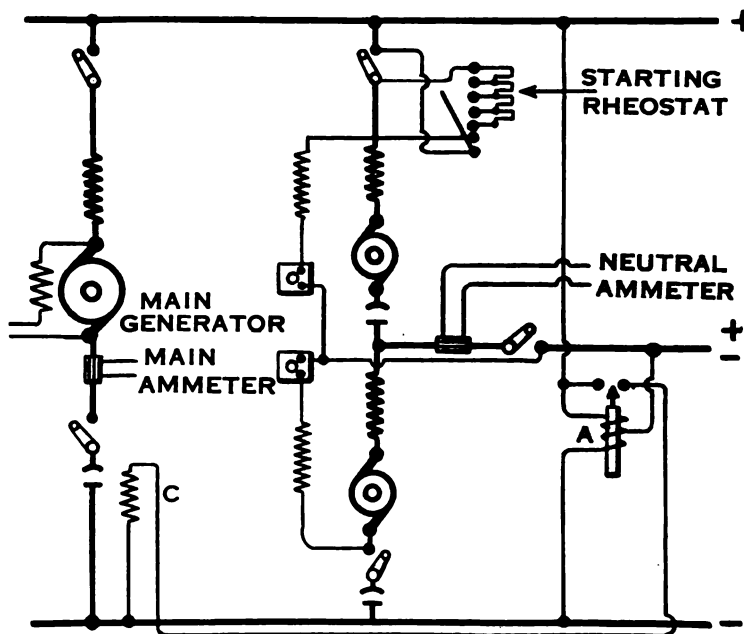 +
STARTING
RHEOSTAT
NEUTRAL
AMMETER
MAIN
GENERATOR
+
−
MAIN
AMMETER
A
C
−